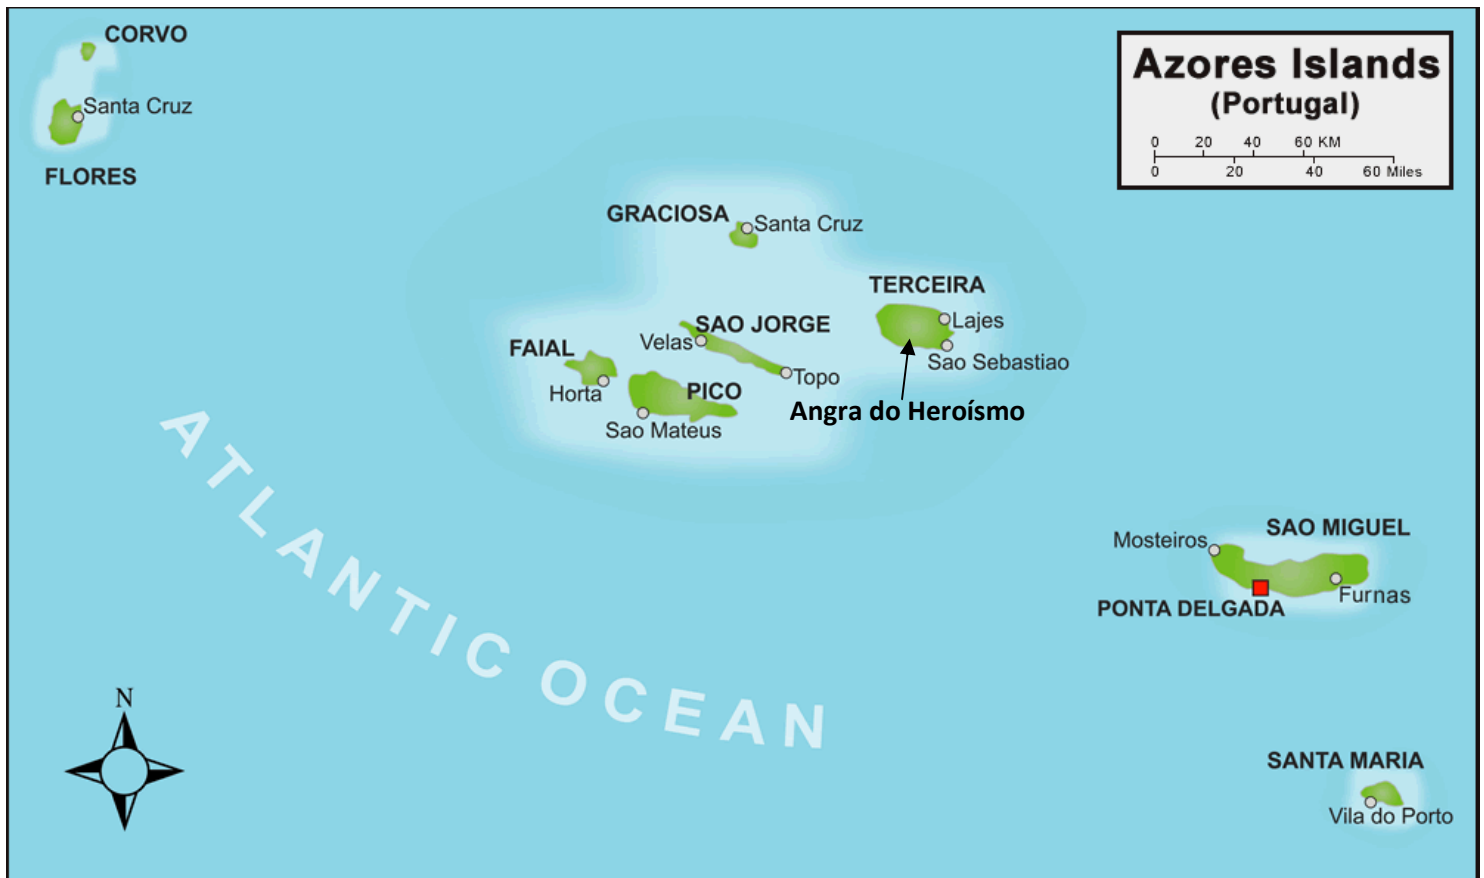 CORVO
Santa Cruz
FLORES
Azores Islands
(Portugal)
0 20 40 60 KM
0 20 40 60 Miles
GRACIOSA
Santa Cruz
TERCEIRA
Lajes
Sao Sebastiao
Angra do Heroísmo
SAO JORGE
Velas
Topo
FAIAL
Horta
PICO
Sao Mateus
ATLANTIC OCEAN
SAO MIGUEL
Mosteiros
Furnas
PONTA DELGADA
N
SANTA MARIA
Vila do Porto